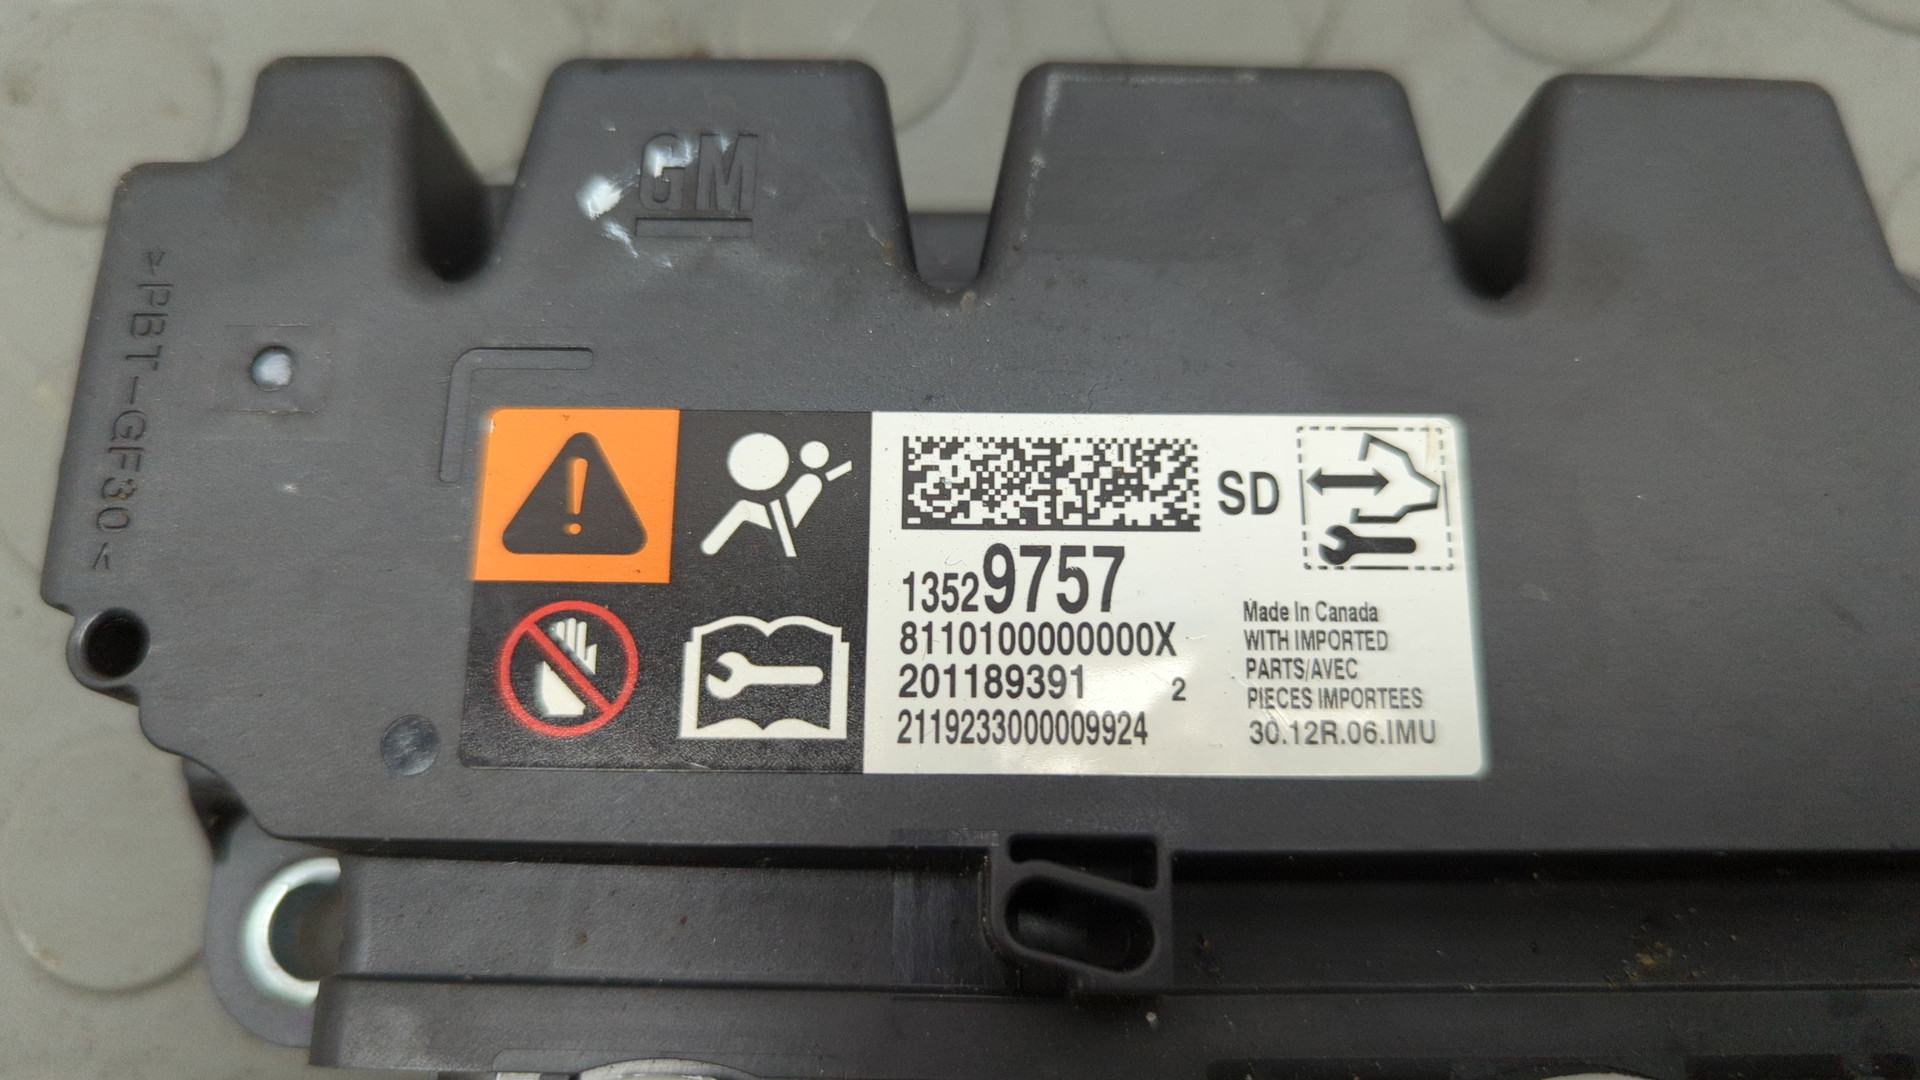 GM
>PBT-GF30<
SD
13529757
8110100000000X
201189391 2
2119233000009924
Made In Canada
WITH IMPORTED
PARTS/AVEC
PIECES IMPORTEES
30.12R.06.IMU